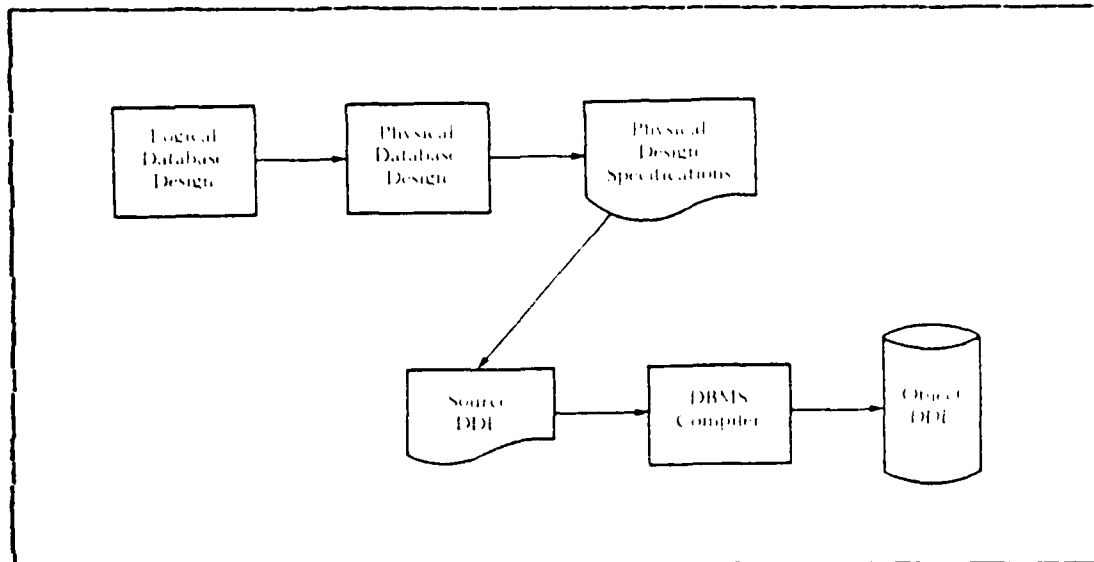 Logical
Database
Design
Physical
Database
Design
Physical
Design
Specifications
Source
DDL
DBMS
Compiler
Object
DDL